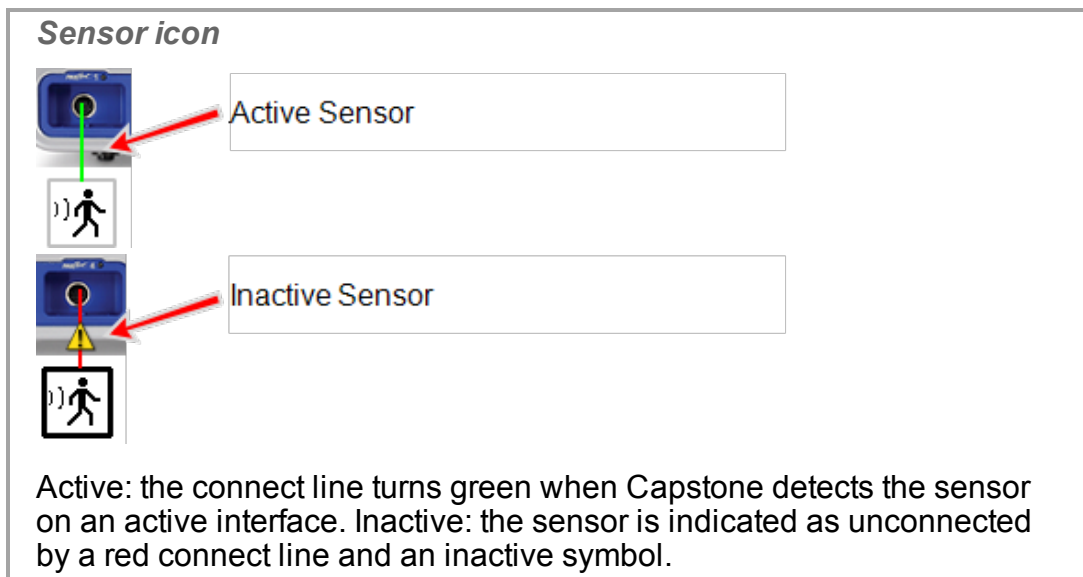 Sensor icon
Active Sensor
Inactive Sensor
Active: the connect line turns green when Capstone detects the sensor
on an active interface. Inactive: the sensor is indicated as unconnected
by a red connect line and an inactive symbol.